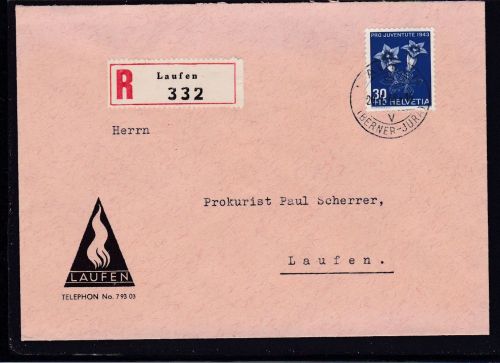 PRO JUVENTUTE 1943
30
+10 HELVETIA
V
(BERNER-JURA)
R
Laufen
332
Herrn
Prokurist Paul Scherrer,
Laufen.
LAUFEN
TELEPHON No. 7 93 03